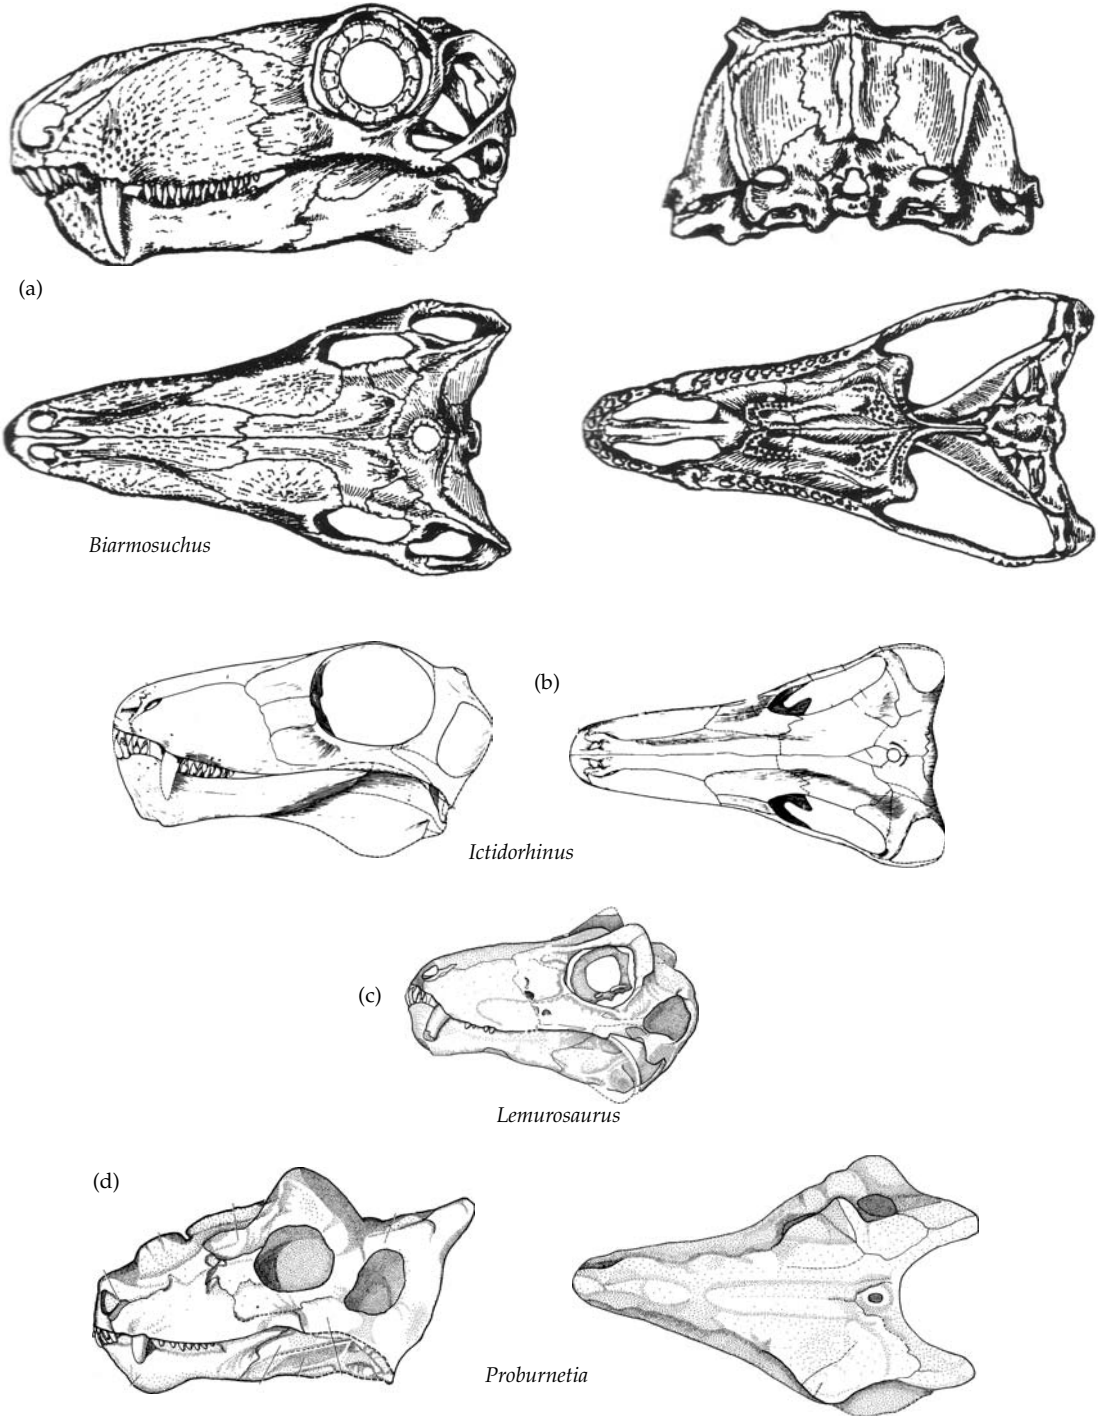 (a)
Biarmosuchus
(b)
Ictidorhinus
(c)
Lemurosaurus
(d)
Proburnetia